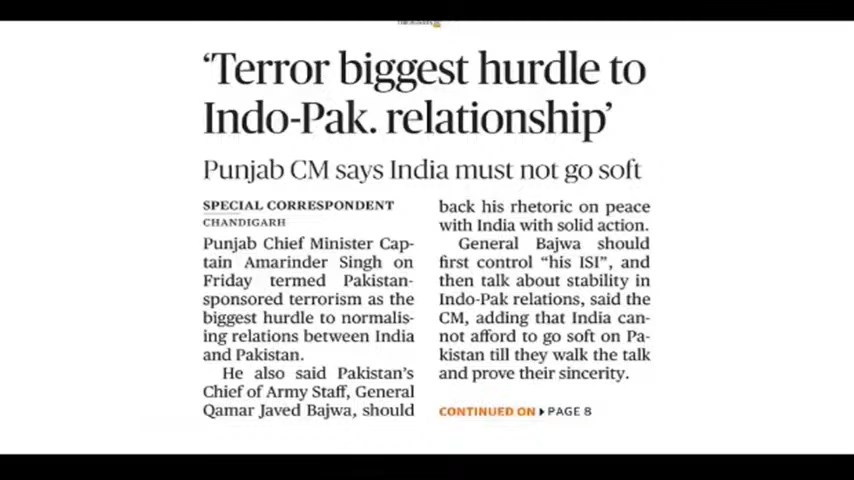 ‘Terror biggest hurdle to
Indo-Pak. relationship’
Punjab CM says India must not go soft
SPECIAL CORRESPONDENT
CHANDIGARH
Punjab Chief Minister Cap-
tain Amarinder Singh on
Friday termed Pakistan-
sponsored terrorism as the
biggest hurdle to normalis-
ing relations between India
and Pakistan.
He also said Pakistan’s
Chief of Army Staff, General
Qamar Javed Bajwa, should
back his rhetoric on peace
with India with solid action.
General Bajwa should
first control “his ISI”, and
then talk about stability in
Indo-Pak relations, said the
CM, adding that India can-
not afford to go soft on Pa-
kistan till they walk the talk
and prove their sincerity.
CONTINUED ON PAGE 8